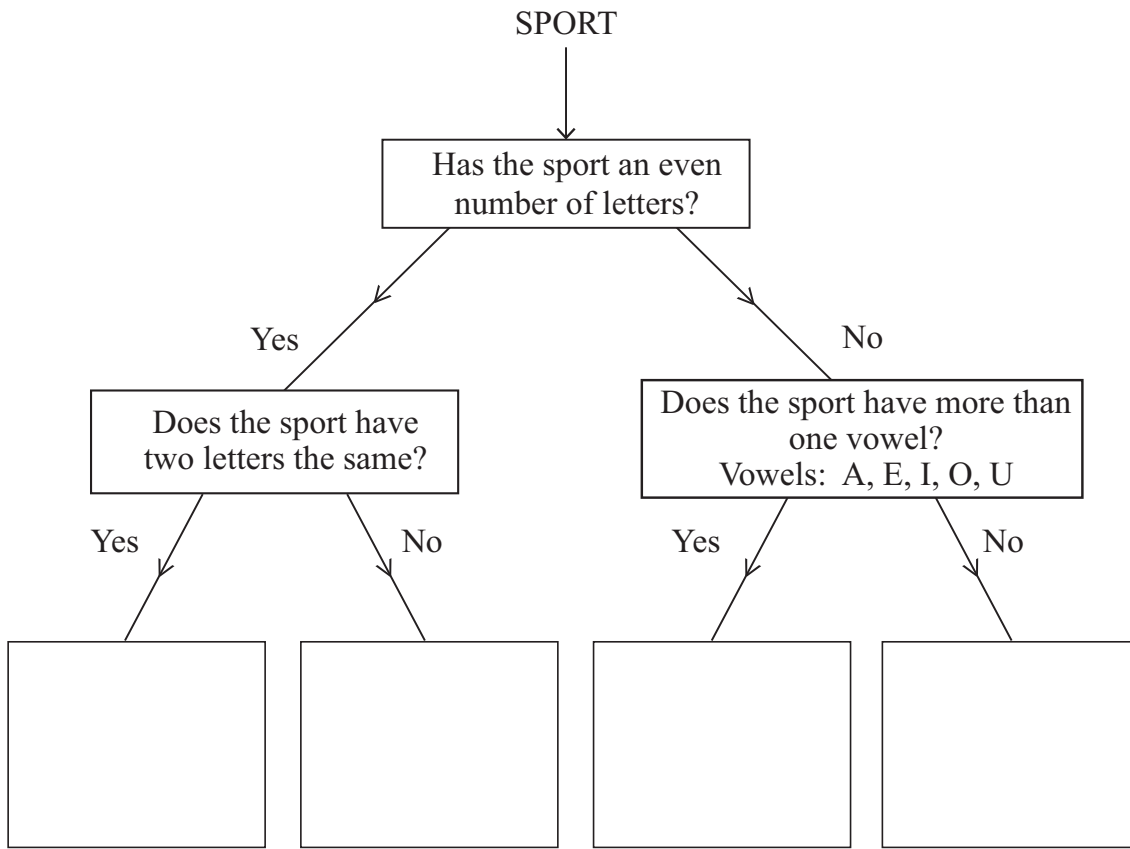 SPORT
Has the sport an even
number of letters?
Yes
No
Does the sport have
two letters the same?
Does the sport have more than
one vowel?
Vowels: A, E, I, O, U
Yes
No
Yes
No